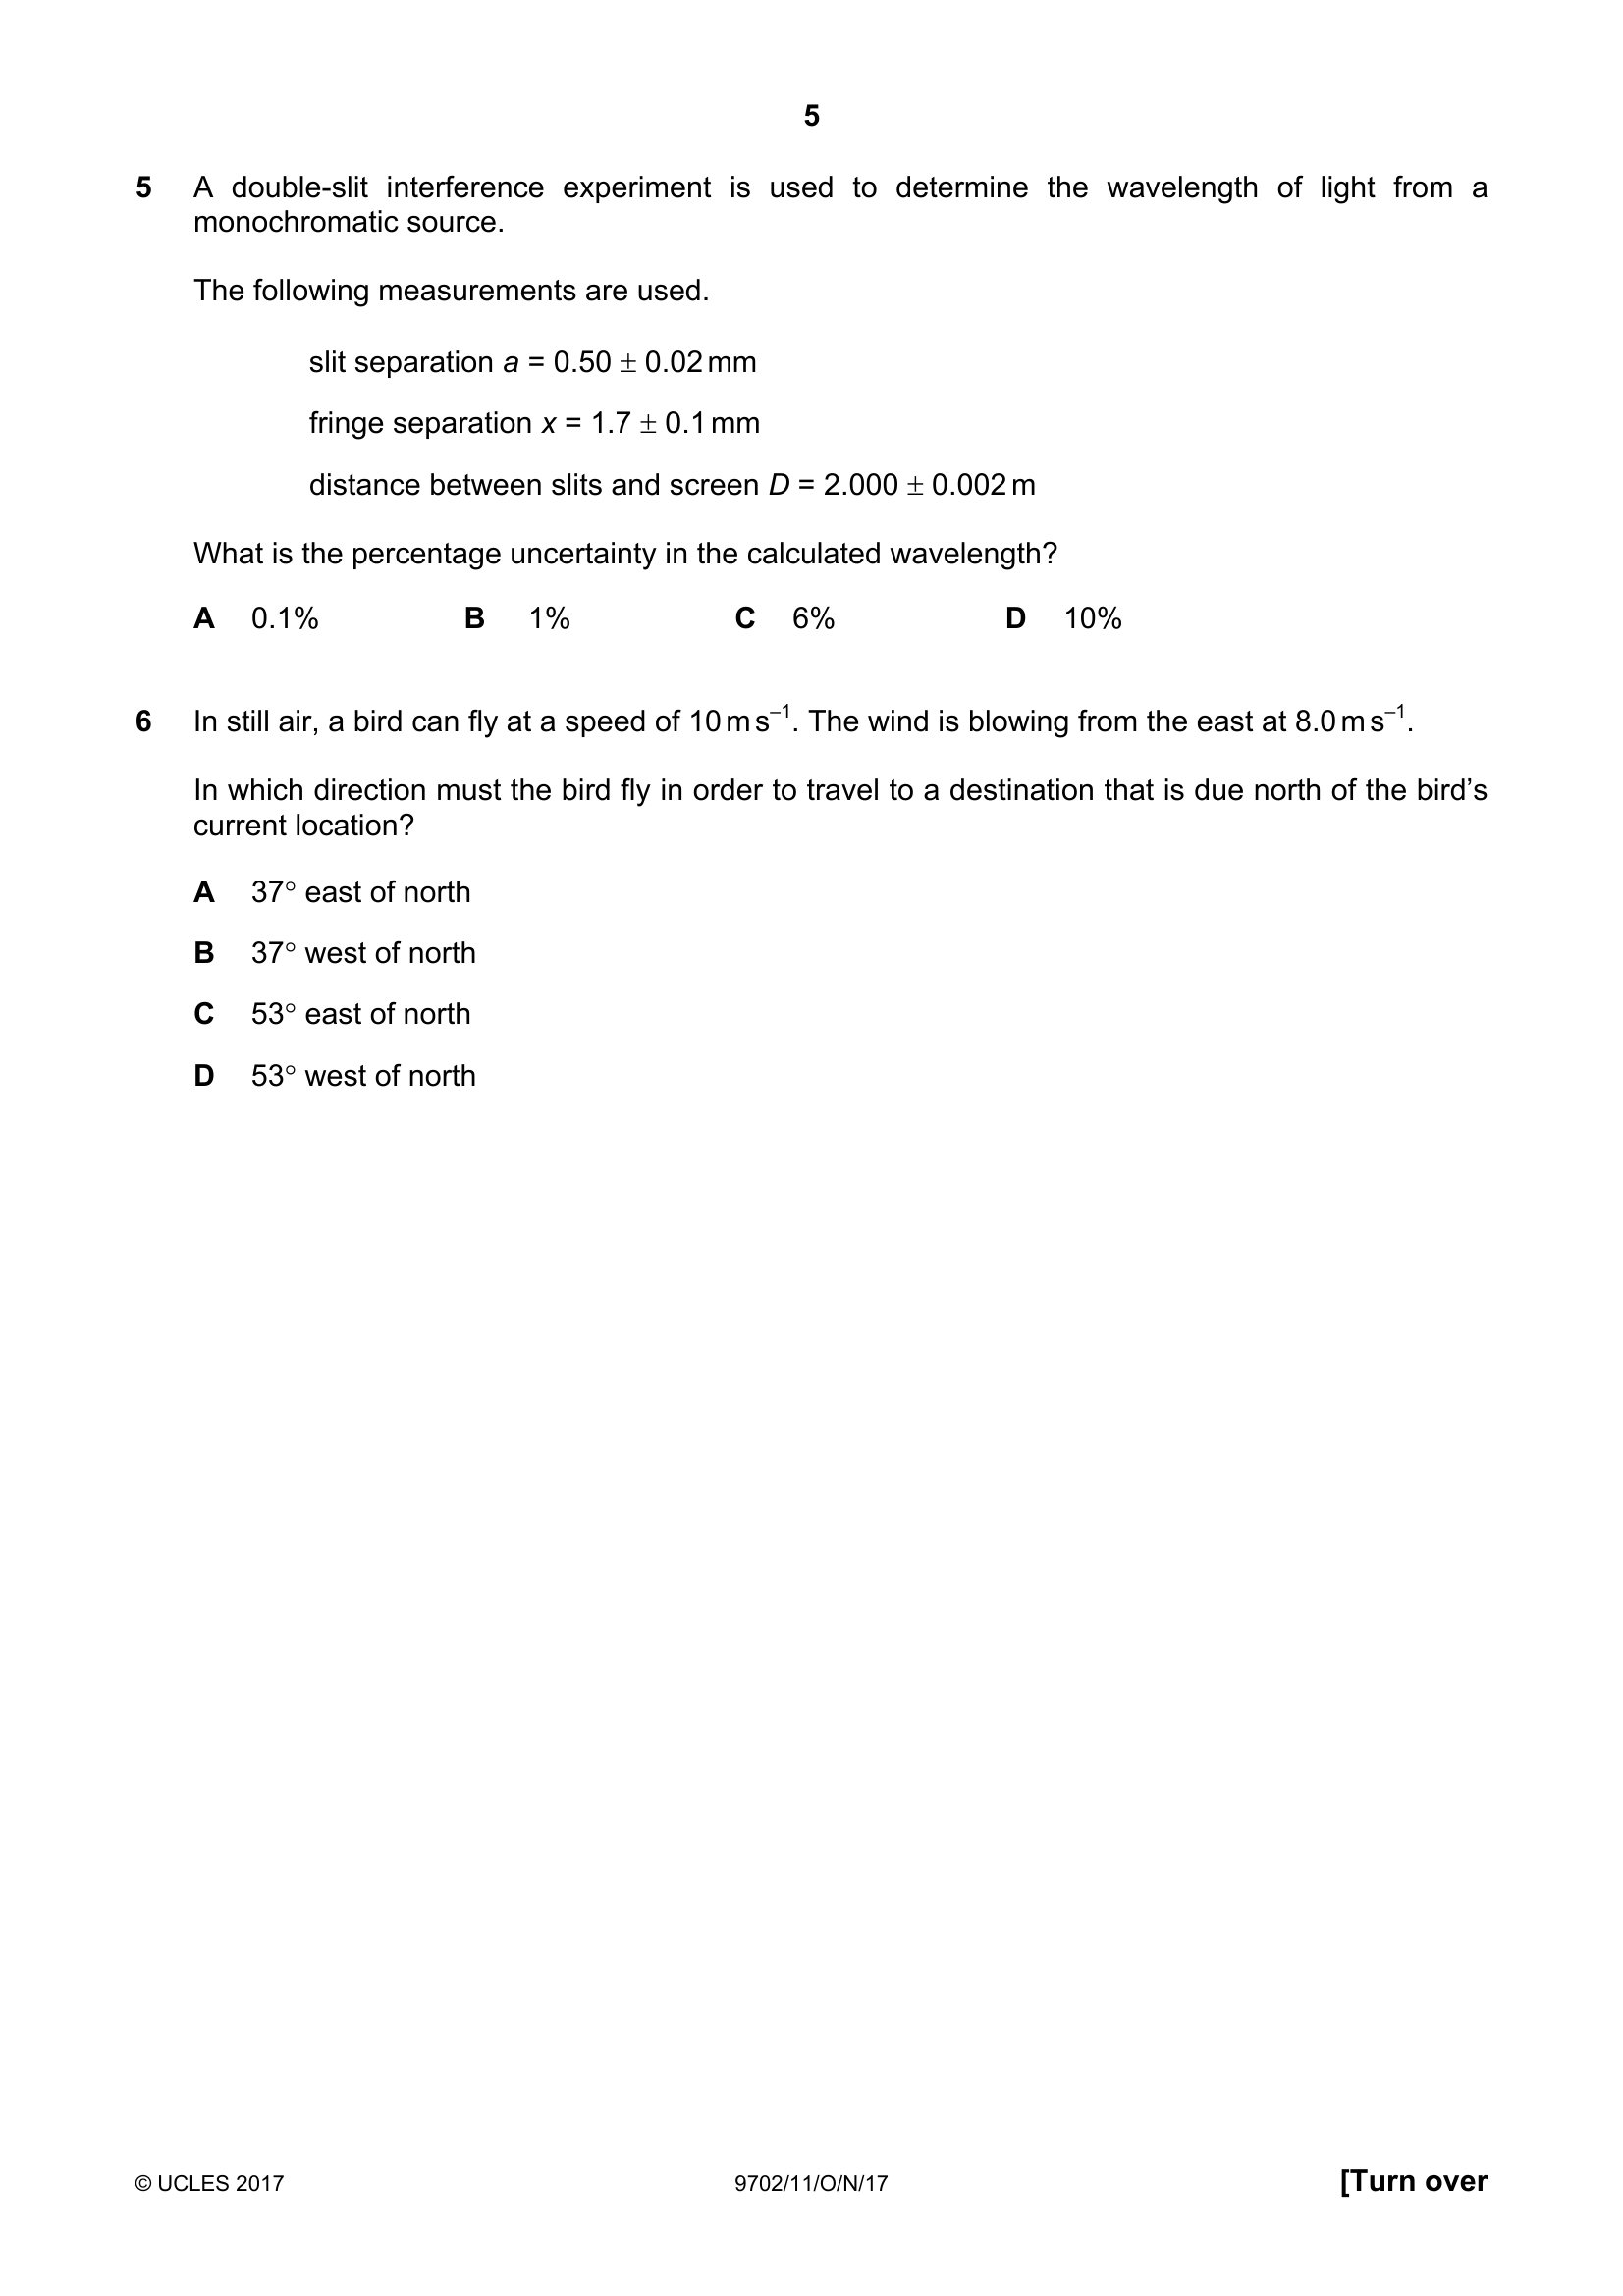 5
5 A double-slit interference experiment is used to determine the wavelength of light from a
monochromatic source.
The following measurements are used.
slit separation a = 0.50 ± 0.02 mm
fringe separation x = 1.7 ± 0.1 mm
distance between slits and screen D = 2.000 ± 0.002 m
What is the percentage uncertainty in the calculated wavelength?
A 0.1% B 1% C 6% D 10%
6 In still air, a bird can fly at a speed of 10 m s⁻¹. The wind is blowing from the east at 8.0 m s⁻¹.
In which direction must the bird fly in order to travel to a destination that is due north of the bird’s
current location?
A 37° east of north
B 37° west of north
C 53° east of north
D 53° west of north
© UCLES 2017 9702/11/O/N/17 [Turn over